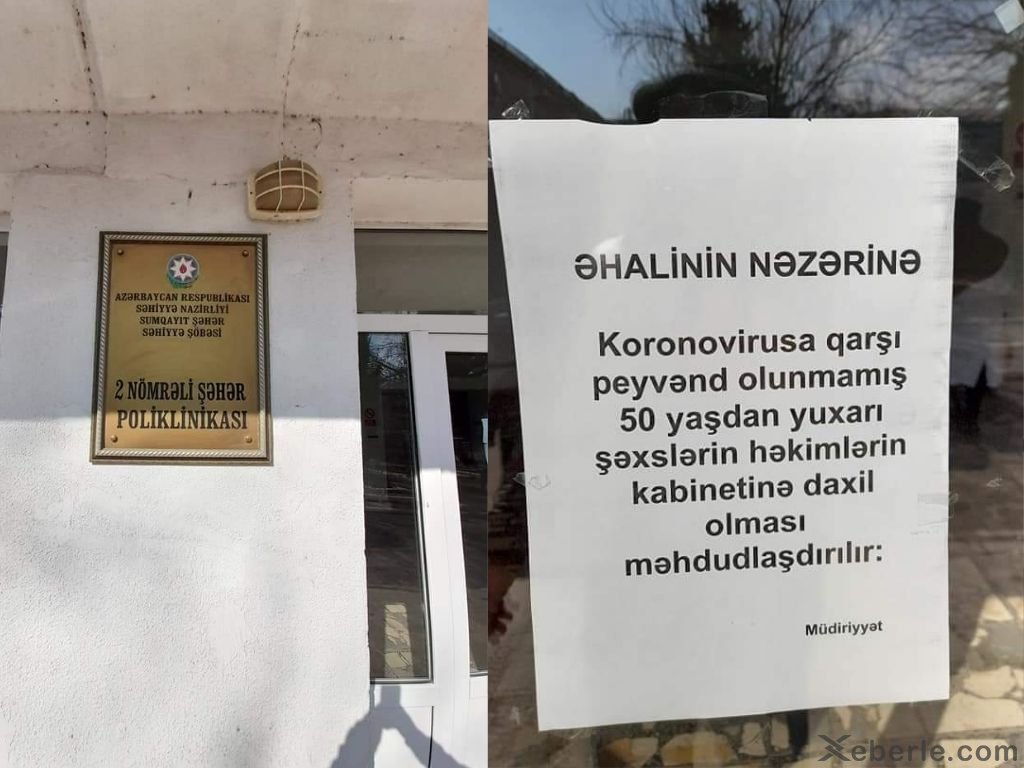 AZƏRBAYCAN RESPUBLIKASI
SƏHİYYƏ NAZİRLİYİ
SUMQAYIT ŞƏHƏR
SƏHİYYƏ ŞÖBƏSİ
2 NÖMRƏLİ ŞƏHƏR
POLİKLİNİKASI
ƏHALİNİN NƏZƏRİNƏ
Koronovirusa qarşı
peyvənd olunmamış
50 yaşdan yuxarı
şəxslərin həkimlərin
kabinetinə daxil
olması
məhdudlaşdırılır:
Müdiriyyət
Xeberle.com